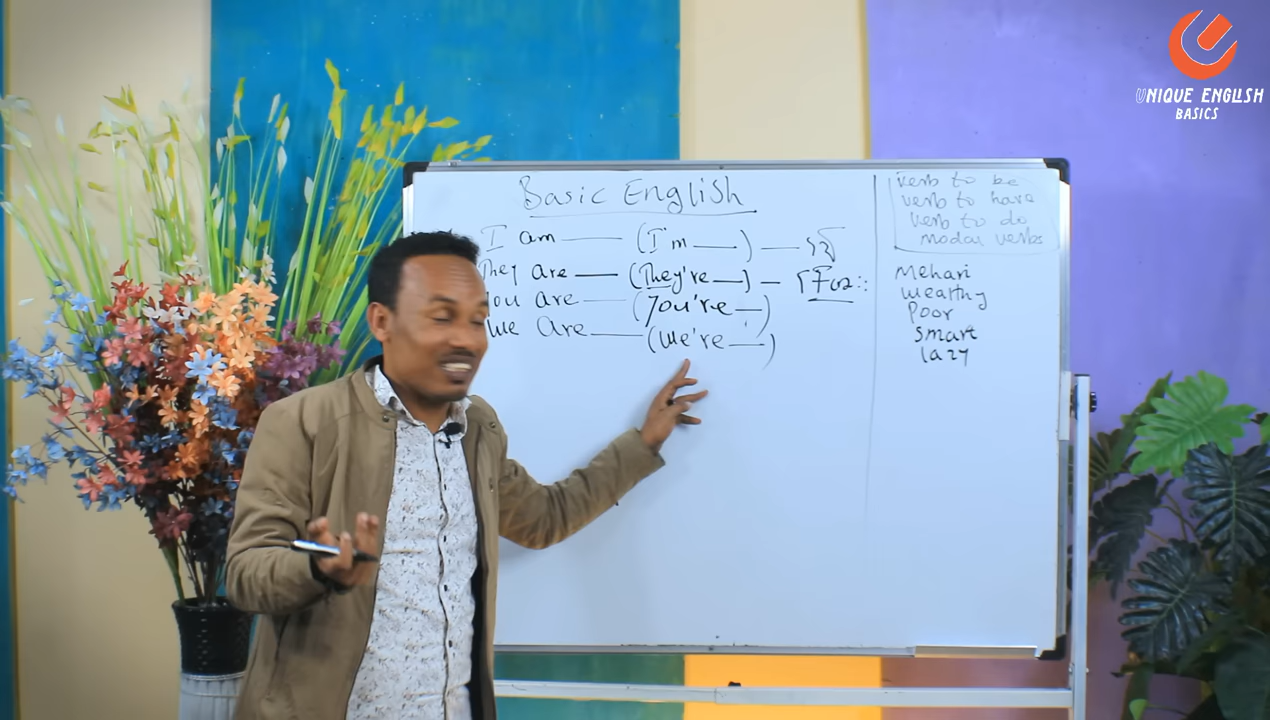 UNIQUE ENGLISH
BASICS
Basic English
I am — (I'm —) — ነኝ
They are — (They're —) —
You are — (You're —)
We are — (We're —)
verb to be
verb to have
verb to do
modal verbs
Mehari
wealthy
Poor
smart
lazy